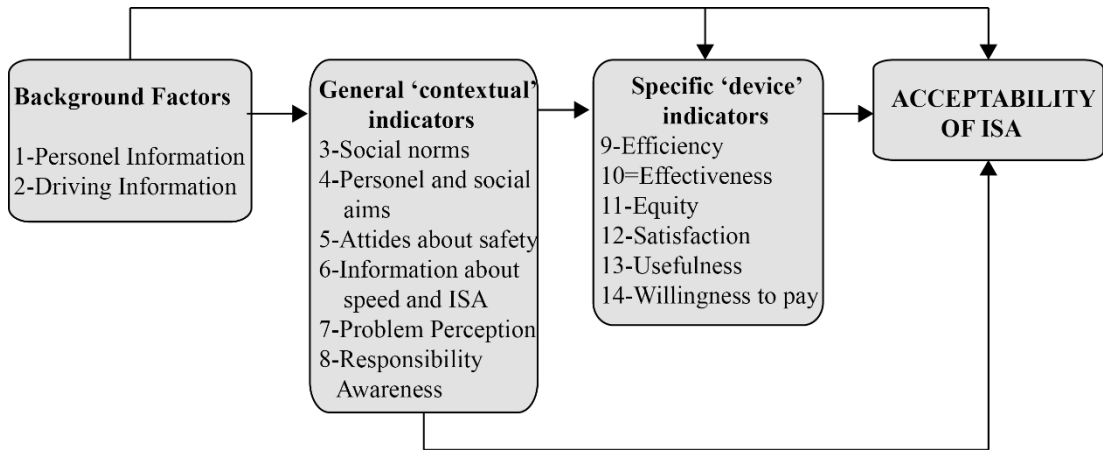 Background Factors
1-Personel Information
2-Driving Information
General ‘contextual’
indicators
3-Social norms
4-Personel and social
aims
5-Attides about safety
6-Information about
speed and ISA
7-Problem Perception
8-Responsibility
Awareness
Specific ‘device’
indicators
9-Efficiency
10=Effectiveness
11-Equity
12-Satisfaction
13-Usefulness
14-Willingness to pay
ACCEPTABILITY
OF ISA